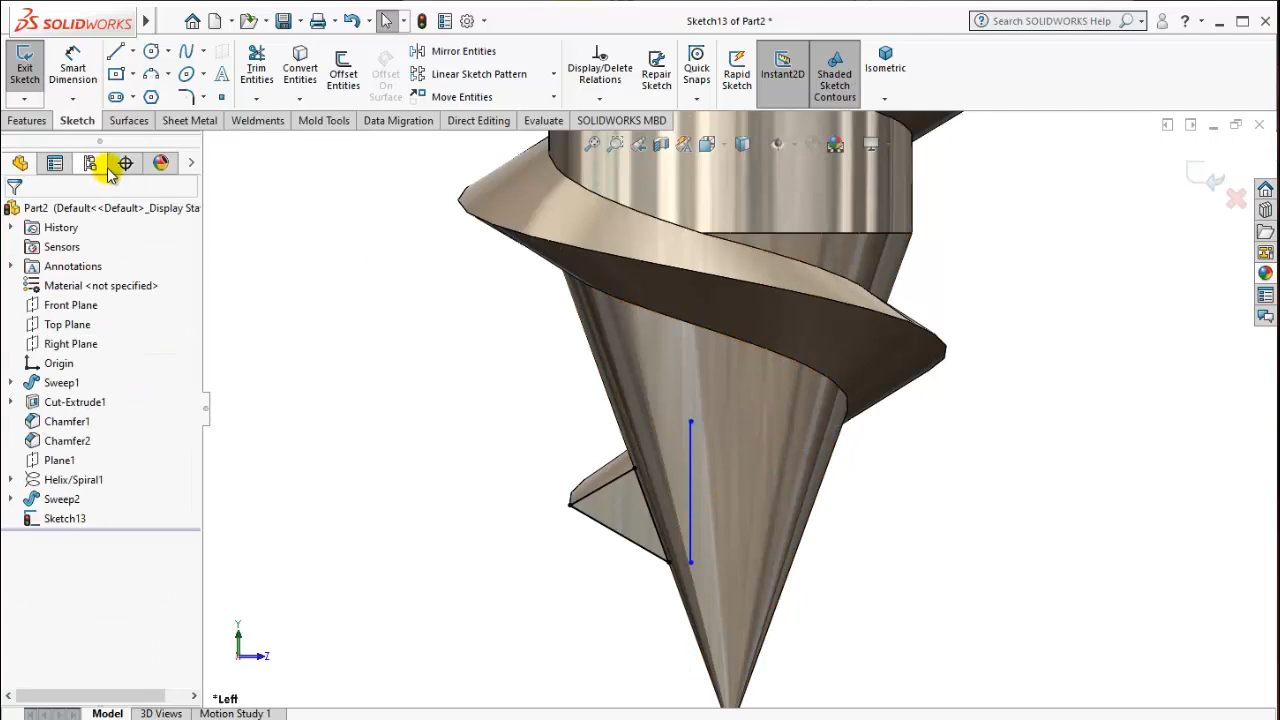 SOLIDWORKS
Sketch13 of Part2 *
Search SOLIDWORKS Help
Exit Sketch
Smart Dimension
Trim Entities
Convert Entities
Offset Entities
Offset On Surface
Mirror Entities
Linear Sketch Pattern
Move Entities
Display/Delete Relations
Repair Sketch
Quick Snaps
Rapid Sketch
Instant2D
Shaded Sketch Contours
Isometric
Features
Sketch
Surfaces
Sheet Metal
Weldments
Mold Tools
Data Migration
Direct Editing
Evaluate
SOLIDWORKS MBD
Part2 (Default<<Default>_Display Sta
History
Sensors
Annotations
Material <not specified>
Front Plane
Top Plane
Right Plane
Origin
Sweep1
Cut-Extrude1
Chamfer1
Chamfer2
Plane1
Helix/Spiral1
Sweep2
Sketch13
Y
Z
*Left
Model
3D Views
Motion Study 1